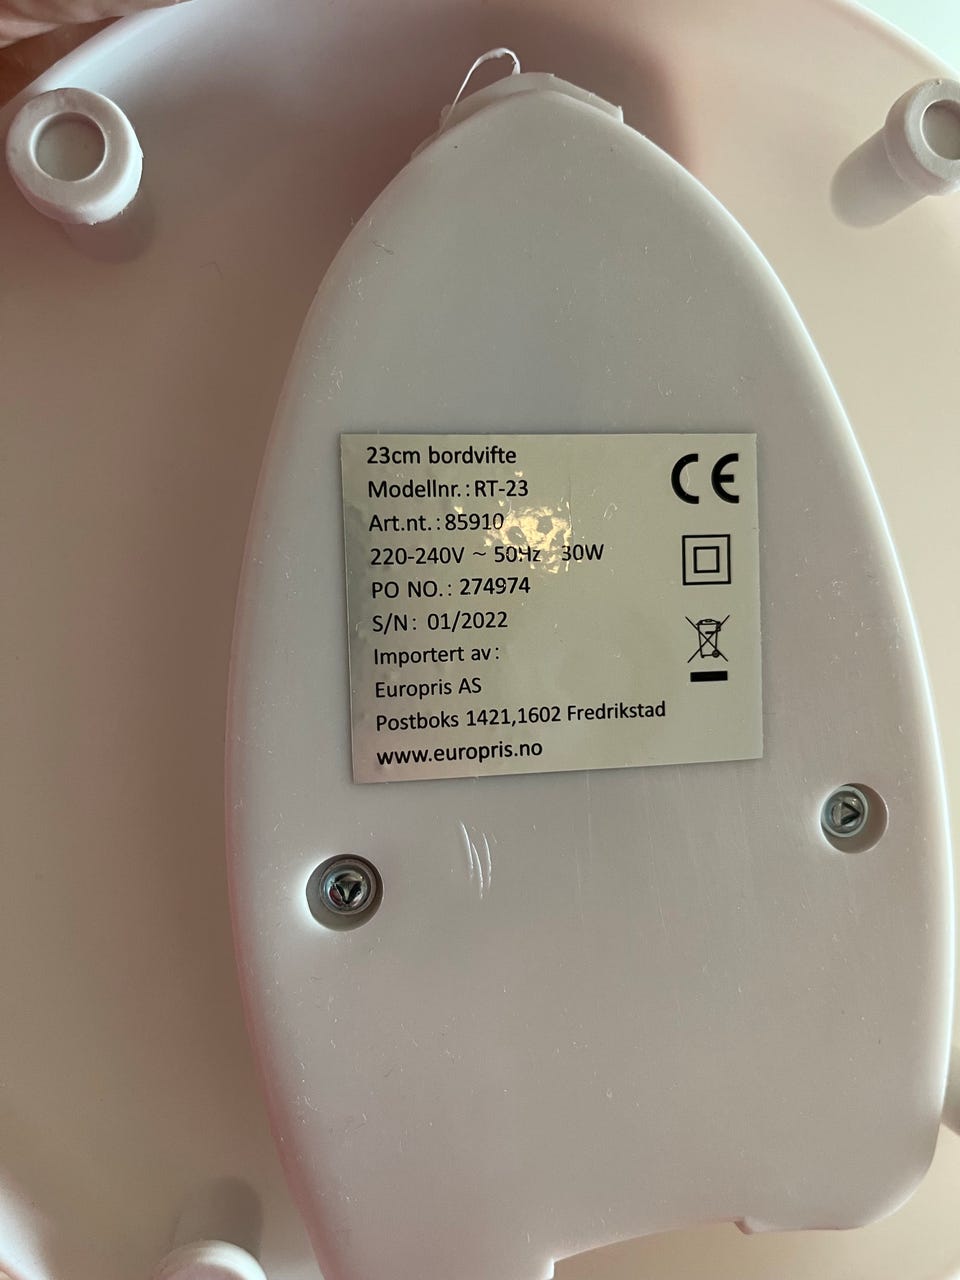 23cm bordvifte
Modellnr.: RT-23
Art.nt.: 85910
220-240V ~ 50Hz 30W
PO NO.: 274974
S/N: 01/2022
Importert av:
Europris AS
Postboks 1421,1602 Fredrikstad
www.europris.no
CE